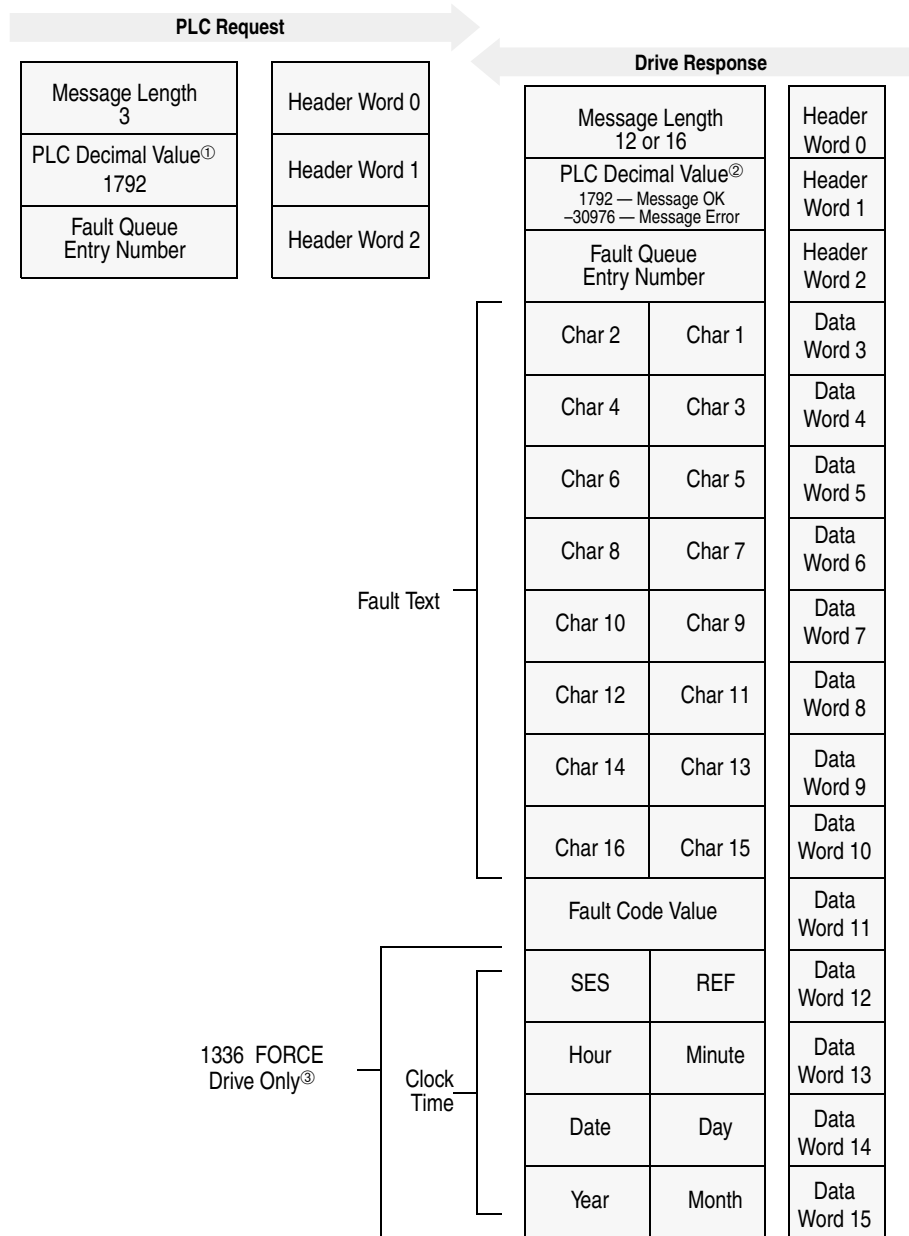 PLC Request
Drive Response
Message Length
3
Header Word 0
PLC Decimal Value①
1792
Header Word 1
Fault Queue
Entry Number
Header Word 2
Message Length
12 or 16
Header
Word 0
PLC Decimal Value②
1792 — Message OK
–30976 — Message Error
Header
Word 1
Fault Queue
Entry Number
Header
Word 2
Fault Text
Char 2
Char 1
Data
Word 3
Char 4
Char 3
Data
Word 4
Char 6
Char 5
Data
Word 5
Char 8
Char 7
Data
Word 6
Char 10
Char 9
Data
Word 7
Char 12
Char 11
Data
Word 8
Char 14
Char 13
Data
Word 9
Char 16
Char 15
Data
Word 10
Fault Code Value
Data
Word 11
1336 FORCE
Drive Only③
Clock
Time
SES
REF
Data
Word 12
Hour
Minute
Data
Word 13
Date
Day
Data
Word 14
Year
Month
Data
Word 15